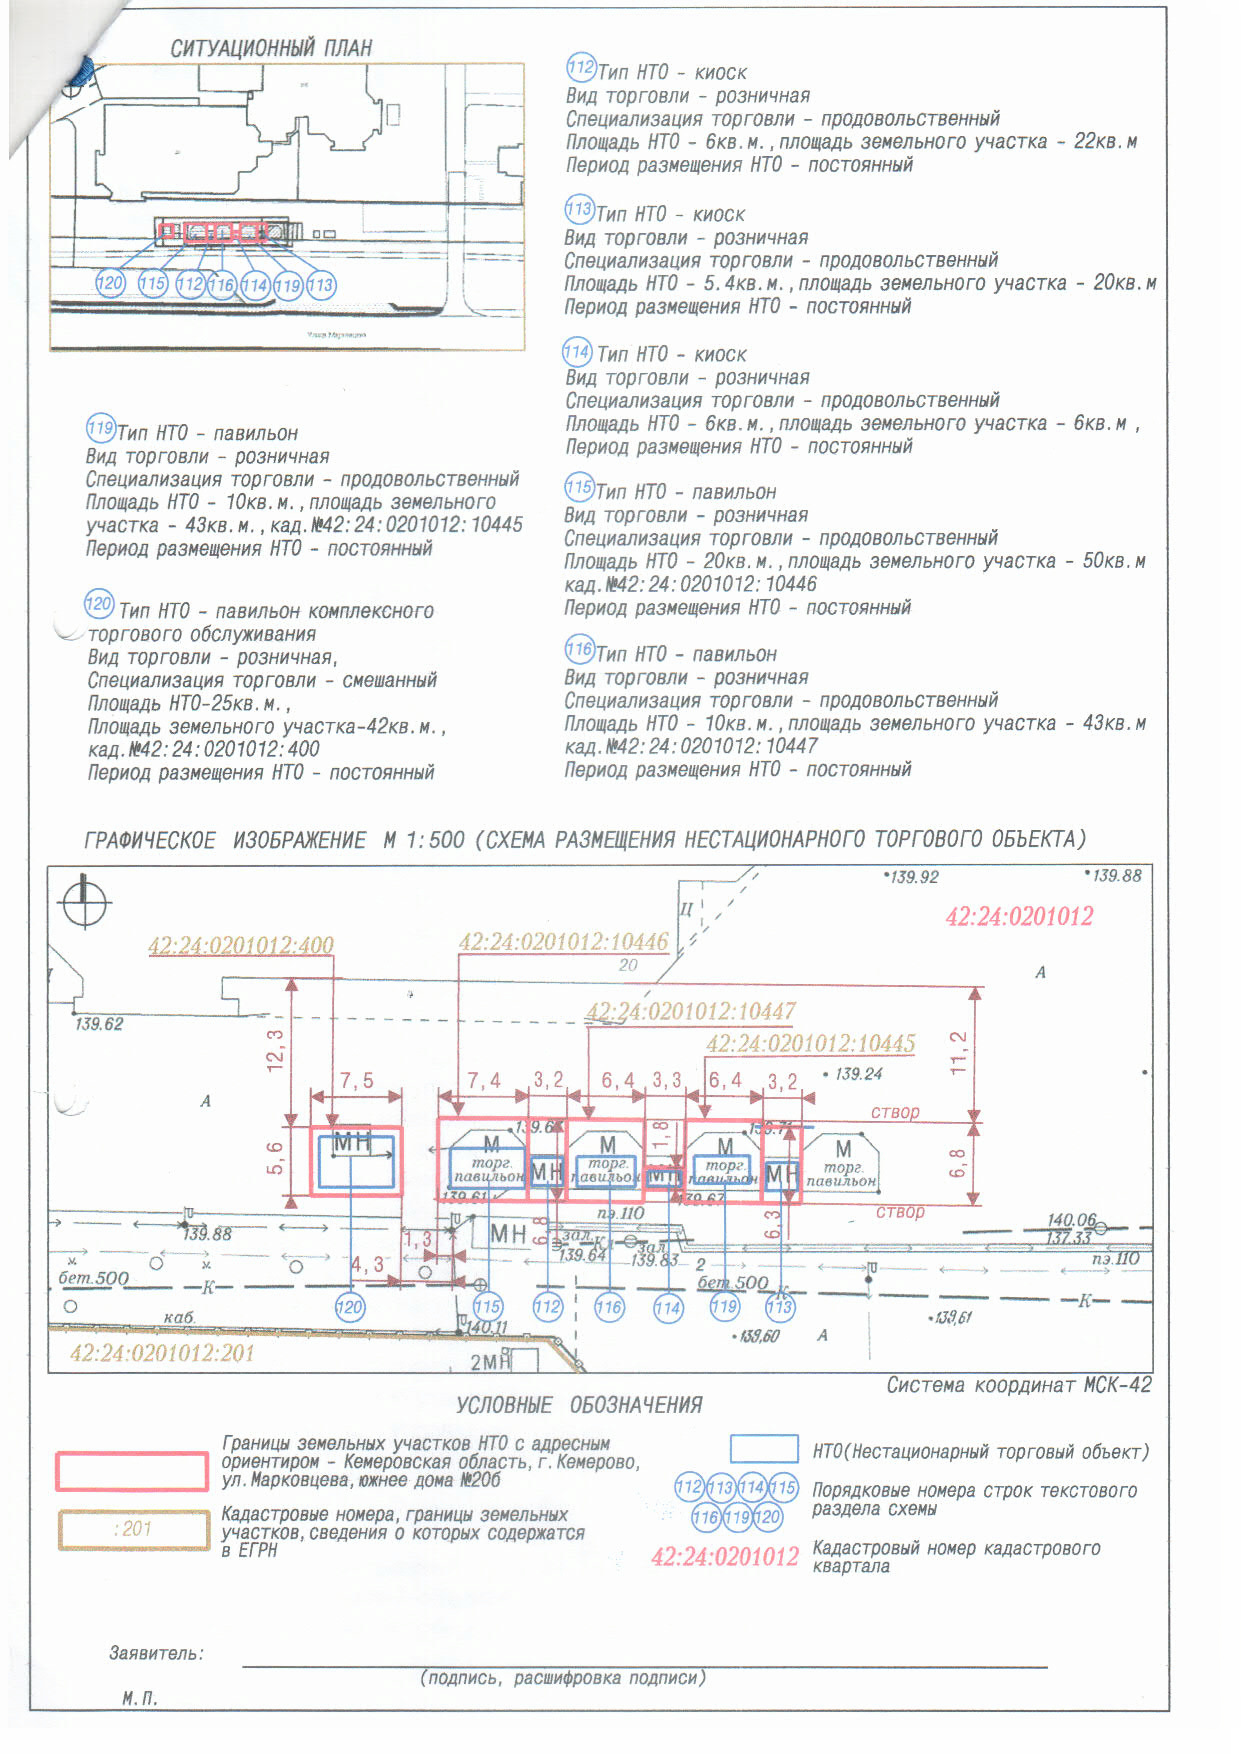 СИТУАЦИОННЫЙ ПЛАН
120 115 112 116 114 119 113
Улица Марковцева
112 Тип НТО - киоск
Вид торговли - розничная
Специализация торговли - продовольственный
Площадь НТО - 6кв.м.,площадь земельного участка - 22кв.м
Период размещения НТО - постоянный
113 Тип НТО - киоск
Вид торговли - розничная
Специализация торговли - продовольственный
Площадь НТО - 5.4кв.м.,площадь земельного участка - 20кв.м
Период размещения НТО - постоянный
114 Тип НТО - киоск
Вид торговли - розничная
Специализация торговли - продовольственный
Площадь НТО - 6кв.м.,площадь земельного участка - 6кв.м ,
Период размещения НТО - постоянный
115 Тип НТО - павильон
Вид торговли - розничная
Специализация торговли - продовольственный
Площадь НТО - 20кв.м.,площадь земельного участка - 50кв.м
кад.№42:24:0201012:10446
Период размещения НТО - постоянный
116 Тип НТО - павильон
Вид торговли - розничная
Специализация торговли - продовольственный
Площадь НТО - 10кв.м.,площадь земельного участка - 43кв.м
кад.№42:24:0201012:10447
Период размещения НТО - постоянный
119 Тип НТО - павильон
Вид торговли - розничная
Специализация торговли - продовольственный
Площадь НТО - 10кв.м.,площадь земельного
участка - 43кв.м.,кад.№42:24:0201012:10445
Период размещения НТО - постоянный
120 Тип НТО - павильон комплексного
торгового обслуживания
Вид торговли - розничная,
Специализация торговли - смешанный
Площадь НТО-25кв.м.,
Площадь земельного участка-42кв.м.,
кад.№42:24:0201012:400
Период размещения НТО - постоянный
ГРАФИЧЕСКОЕ ИЗОБРАЖЕНИЕ М 1:500 (СХЕМА РАЗМЕЩЕНИЯ НЕСТАЦИОНАРНОГО ТОРГОВОГО ОБЪЕКТА)
139.92 139.88
Ц 42:24:0201012
42:24:0201012:400 42:24:0201012:10446
20 А
42:24:0201012:10447
139.62
42:24:0201012:10445
12,3 11,2
7,5 7,4 3,2 6,4 3,3 6,4 3,2 139.24
А створ
5,6 МН М М 1,8 М М 6,8
торг. павильон МН торг. павильон МН торг. павильон МН торг. павильон
139.61 139.67
створ
пэ.110
139.88 МН 6,8 6,3 140.06
1,3 зал. 139.64 зал 139.83 137.33
4,3 2 пэ.110
бет.500 К бет.500 К К
120 115 112 116 114 119 113
каб. 140.11 139,60 А 139,61
42:24:0201012:201 2МН
Система координат МСК-42
УСЛОВНЫЕ ОБОЗНАЧЕНИЯ
Границы земельных участков НТО с адресным
ориентиром - Кемеровская область,г.Кемерово,
ул.Марковцева,южнее дома №20б
:201
Кадастровые номера,границы земельных
участков,сведения о которых содержатся
в ЕГРН
НТО(Нестационарный торговый объект)
112 113 114 115
116 119 120
Порядковые номера строк текстового
раздела схемы
42:24:0201012
Кадастровый номер кадастрового
квартала
Заявитель:
(подпись, расшифровка подписи)
М.П.